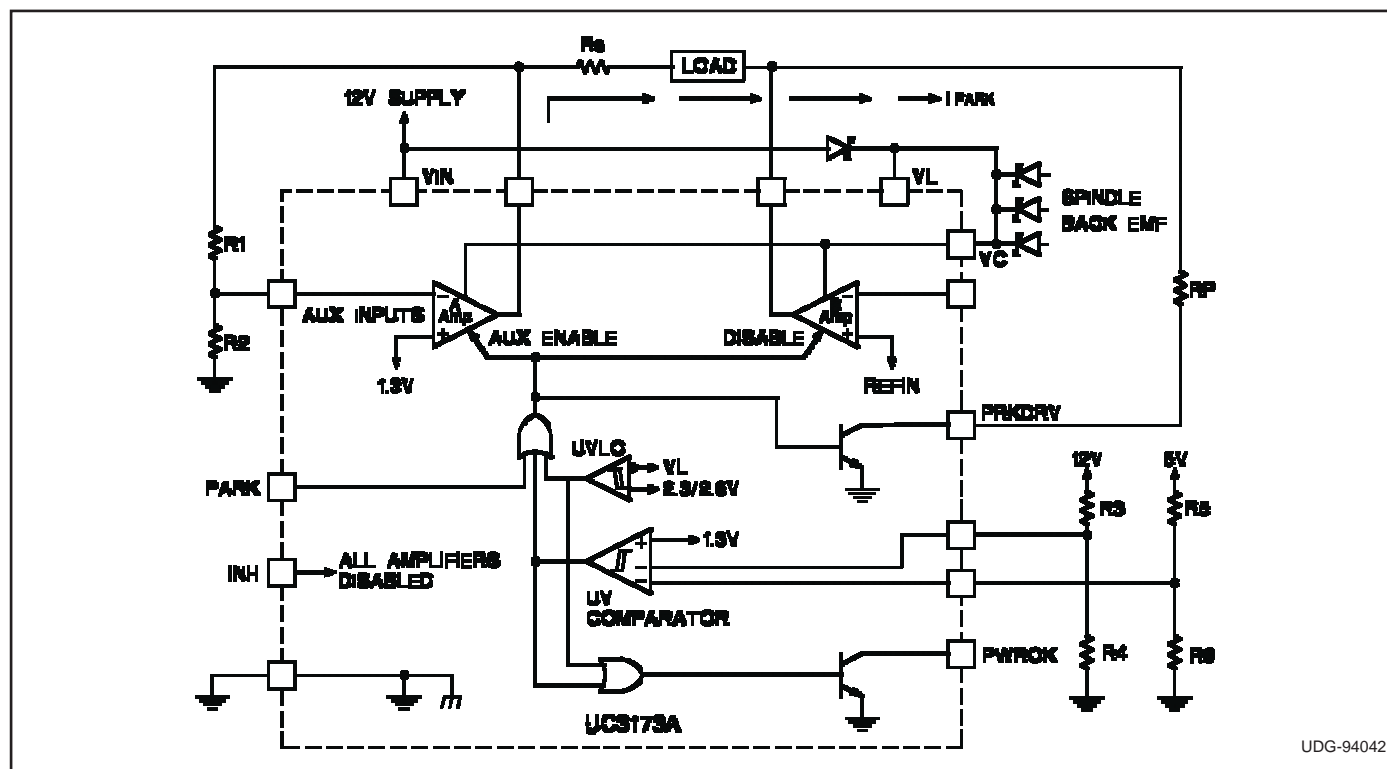 Rs
LOAD
12V SUPPLY
I PARK
VIN
VL
SPINDLE
BACK EMF
R1
VC
RP
A
Amp
B
Amp
AUX INPUTS
AUX ENABLE
DISABLE
R2
1.3V
REFIN
PRKDRV
UVLO
VL
2.3/2.6V
12V
5V
PARK
R3
R5
1.3V
INH
ALL AMPLIFIERS
DISABLED
UV
COMPARATOR
PWROK
R4
R6
UC3173A
UDG-94042